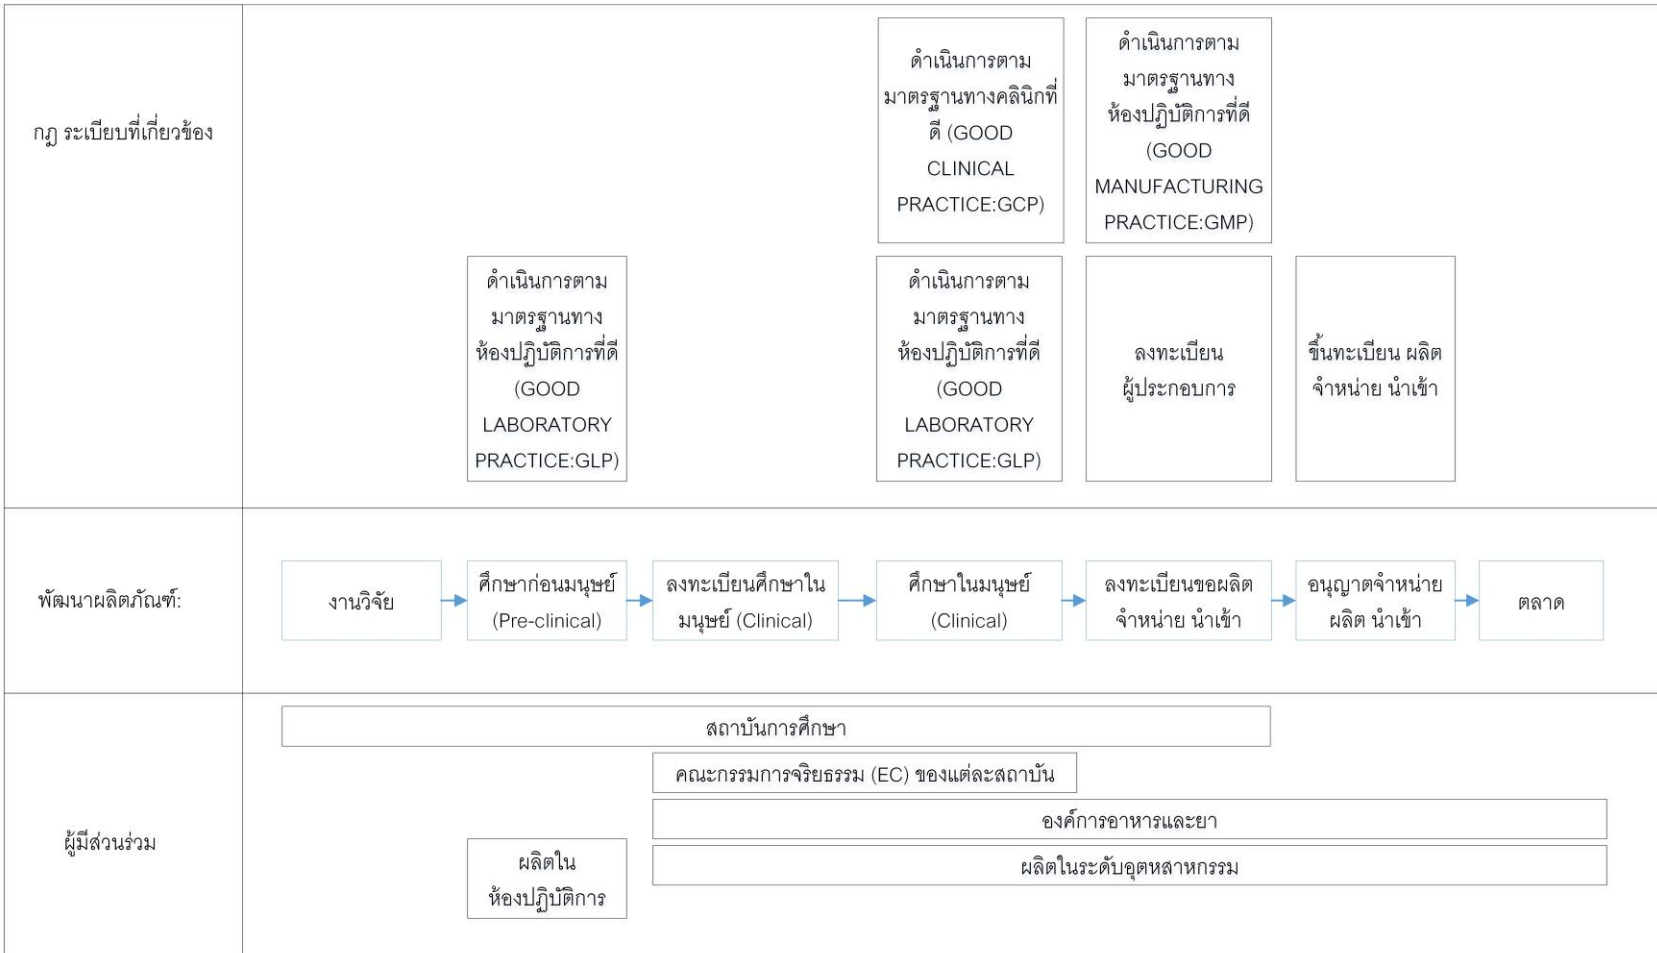 กฎ ระเบียบที่เกี่ยวข้อง
ดำเนินการตาม
มาตรฐานทางคลินิกที่
ดี (GOOD
CLINICAL
PRACTICE:GCP)
ดำเนินการตาม
มาตรฐานทาง
ห้องปฏิบัติการที่ดี
(GOOD
MANUFACTURING
PRACTICE:GMP)
ดำเนินการตาม
มาตรฐานทาง
ห้องปฏิบัติการที่ดี
(GOOD
LABORATORY
PRACTICE:GLP)
ดำเนินการตาม
มาตรฐานทาง
ห้องปฏิบัติการที่ดี
(GOOD
LABORATORY
PRACTICE:GLP)
ลงทะเบียน
ผู้ประกอบการ
ขึ้นทะเบียน ผลิต
จำหน่าย นำเข้า
พัฒนาผลิตภัณฑ์:
งานวิจัย
ศึกษาก่อนมนุษย์
(Pre-clinical)
ลงทะเบียนศึกษาใน
มนุษย์ (Clinical)
ศึกษาในมนุษย์
(Clinical)
ลงทะเบียนขอผลิต
จำหน่าย นำเข้า
อนุญาตจำหน่าย
ผลิต นำเข้า
ตลาด
ผู้มีส่วนร่วม
สถาบันการศึกษา
คณะกรรมการจริยธรรม (EC) ของแต่ละสถาบัน
องค์การอาหารและยา
ผลิตใน
ห้องปฏิบัติการ
ผลิตในระดับอุตหสาหกรรม